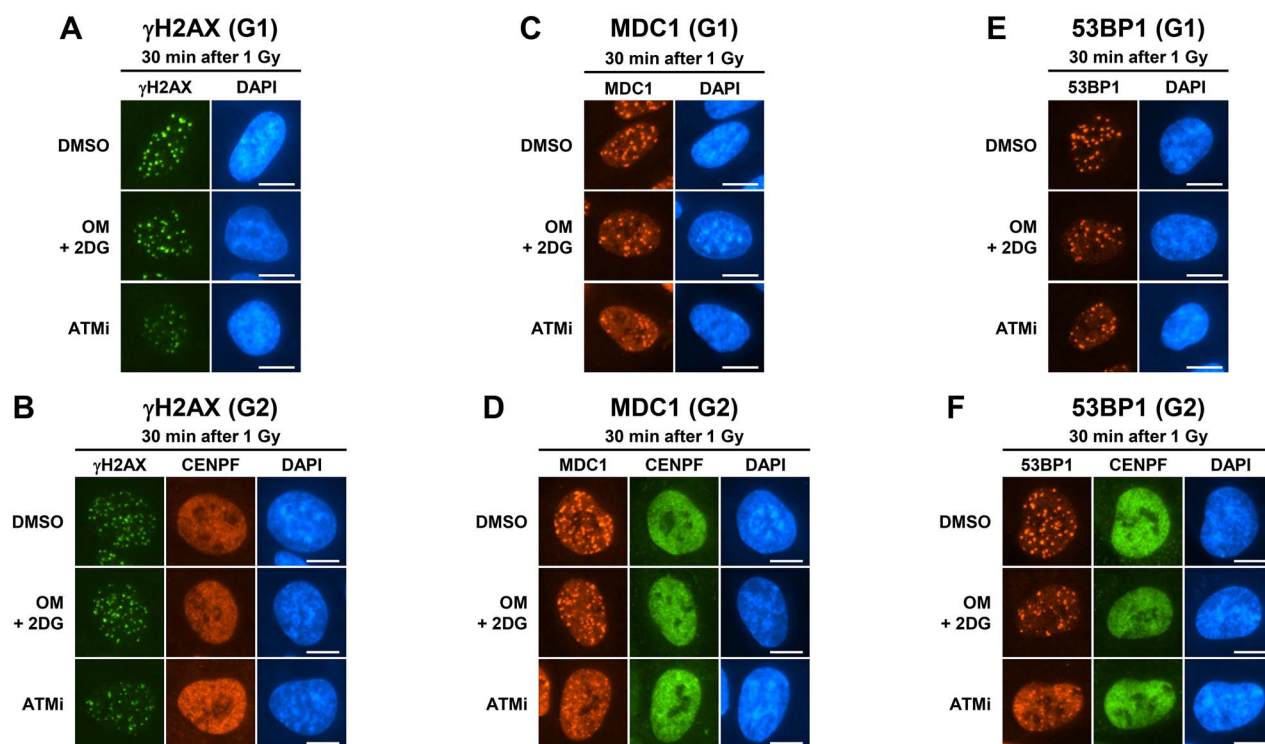 A γH2AX (G1)
30 min after 1 Gy
γH2AX DAPI
DMSO
OM
+ 2DG
ATMi
C MDC1 (G1)
30 min after 1 Gy
MDC1 DAPI
DMSO
OM
+ 2DG
ATMi
E 53BP1 (G1)
30 min after 1 Gy
53BP1 DAPI
DMSO
OM
+ 2DG
ATMi
B γH2AX (G2)
30 min after 1 Gy
γH2AX CENPF DAPI
DMSO
OM
+ 2DG
ATMi
D MDC1 (G2)
30 min after 1 Gy
MDC1 CENPF DAPI
DMSO
OM
+ 2DG
ATMi
F 53BP1 (G2)
30 min after 1 Gy
53BP1 CENPF DAPI
DMSO
OM
+ 2DG
ATMi